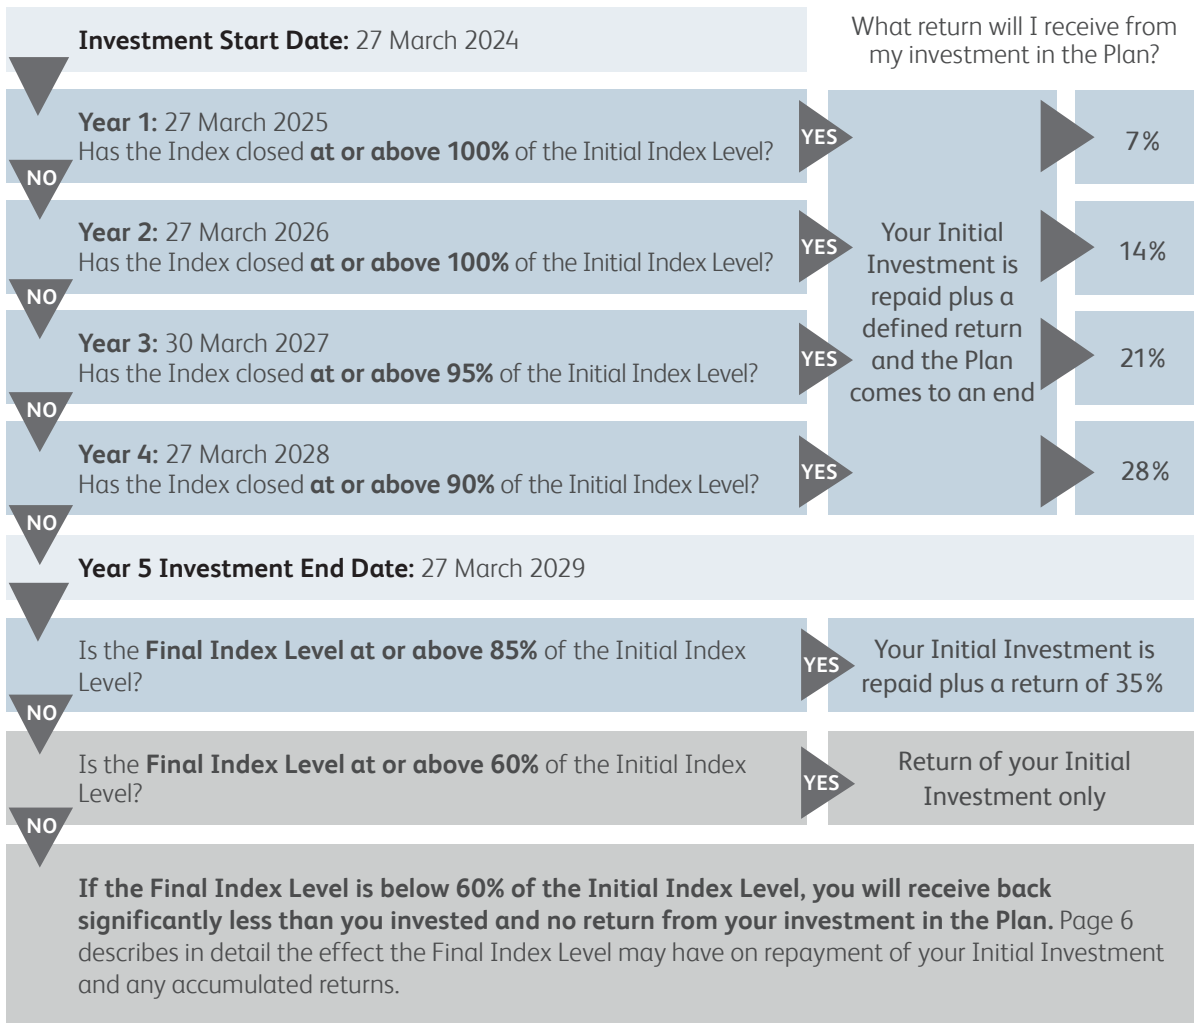 Investment Start Date: 27 March 2024
What return will I receive from
my investment in the Plan?
Year 1: 27 March 2025
Has the Index closed at or above 100% of the Initial Index Level?
YES
7%
NO
Year 2: 27 March 2026
Has the Index closed at or above 100% of the Initial Index Level?
YES
14%
NO
Year 3: 30 March 2027
Has the Index closed at or above 95% of the Initial Index Level?
YES
21%
NO
Year 4: 27 March 2028
Has the Index closed at or above 90% of the Initial Index Level?
YES
28%
Your Initial
Investment is
repaid plus a
defined return
and the Plan
comes to an end
NO
Year 5 Investment End Date: 27 March 2029
Is the Final Index Level at or above 85% of the Initial Index
Level?
YES
Your Initial Investment is
repaid plus a return of 35%
NO
Is the Final Index Level at or above 60% of the Initial Index
Level?
YES
Return of your Initial
Investment only
NO
If the Final Index Level is below 60% of the Initial Index Level, you will receive back
significantly less than you invested and no return from your investment in the Plan. Page 6
describes in detail the effect the Final Index Level may have on repayment of your Initial Investment
and any accumulated returns.